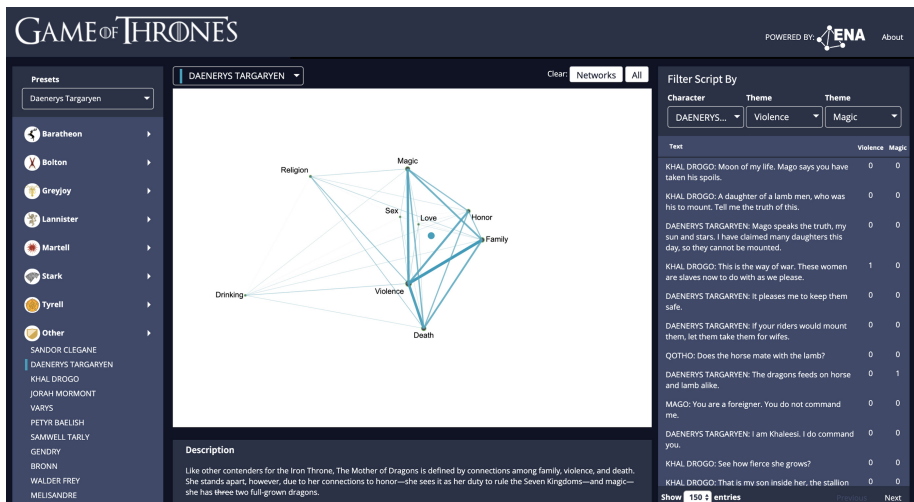 GAME OF THRONES
POWERED BY: ENA
About
Presets
Daenerys Targaryen
Baratheon
Bolton
Greyjoy
Lannister
Martell
Stark
Tyrell
Other
SANDOR CLEGANE
DAENERYS TARGARYEN
KHAL DROGO
JORAH MORMONT
VARYS
PETYR BAELISH
SAMWELL TARLY
GENDRY
BRONN
WALDER FREY
MELISANDRE
DAENERYS TARGARYEN
Clear: Networks All
Magic
Religion
Sex
Love
Honor
Family
Drinking
Violence
Death
Description
Like other contenders for the Iron Throne, The Mother of Dragons is defined by connections among family, violence, and death.
She stands apart, however, due to her connections to honor—she sees it as her duty to rule the Seven Kingdoms—and magic—
she has three two full-grown dragons.
Filter Script By
Character Theme Theme
DAENERYS... Violence Magic
Text Violence Magic
KHAL DROGO: Moon of my life. Mago says you have 0 0
taken his spoils.
KHAL DROGO: A daughter of a lamb men, who was 0 0
his to mount. Tell me the truth of this.
DAENERYS TARGARYEN: Mago speaks the truth, my 0 0
sun and stars. I have claimed many daughters this
day, so they cannot be mounted.
KHAL DROGO: This is the way of war. These women 1 0
are slaves now to do with as we please.
DAENERYS TARGARYEN: It pleases me to keep them 0 0
safe.
DAENERYS TARGARYEN: If your riders would mount 0 0
them, let them take them for wifes.
QOTHO: Does the horse mate with the lamb? 0 0
DAENERYS TARGARYEN: The dragons feeds on horse 0 1
and lamb alike.
MAGO: You are a foreigner. You do not command 0 0
me.
DAENERYS TARGARYEN: I am Khaleesi. I do command 0 0
you.
KHAL DROGO: See how fierce she grows? 0 0
KHAL DROGO: That is my son inside her, the stallion 0 0
Show 150 entries
Previous Next